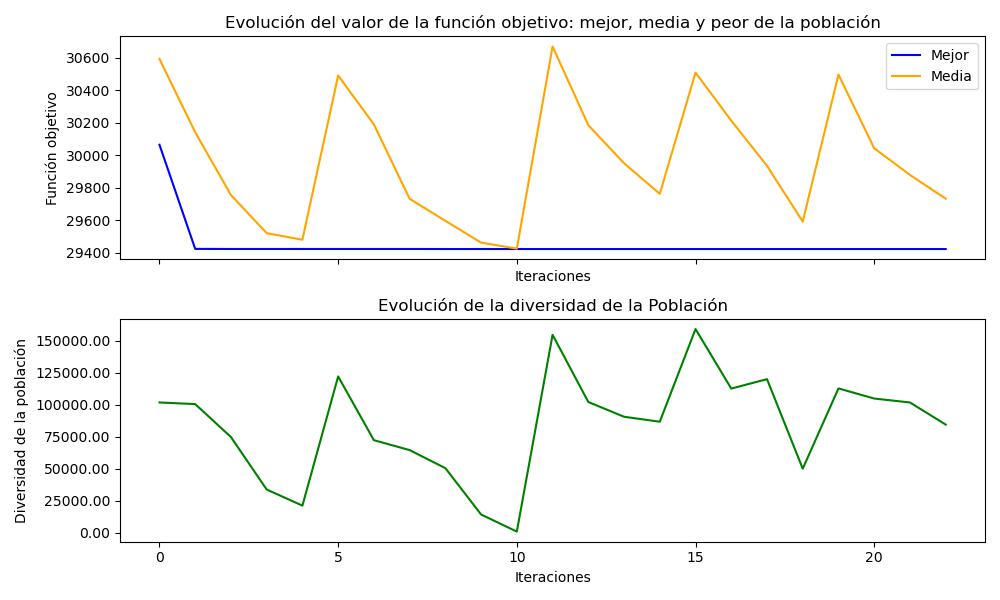 Evolución del valor de la función objetivo: mejor, media y peor de la población
Función objetivo
30600
30400
30200
30000
29800
29600
29400
Mejor
Media
Iteraciones
Evolución de la diversidad de la Población
Diversidad de la población
150000.00
125000.00
100000.00
75000.00
50000.00
25000.00
0.00
0 5 10 15 20
Iteraciones